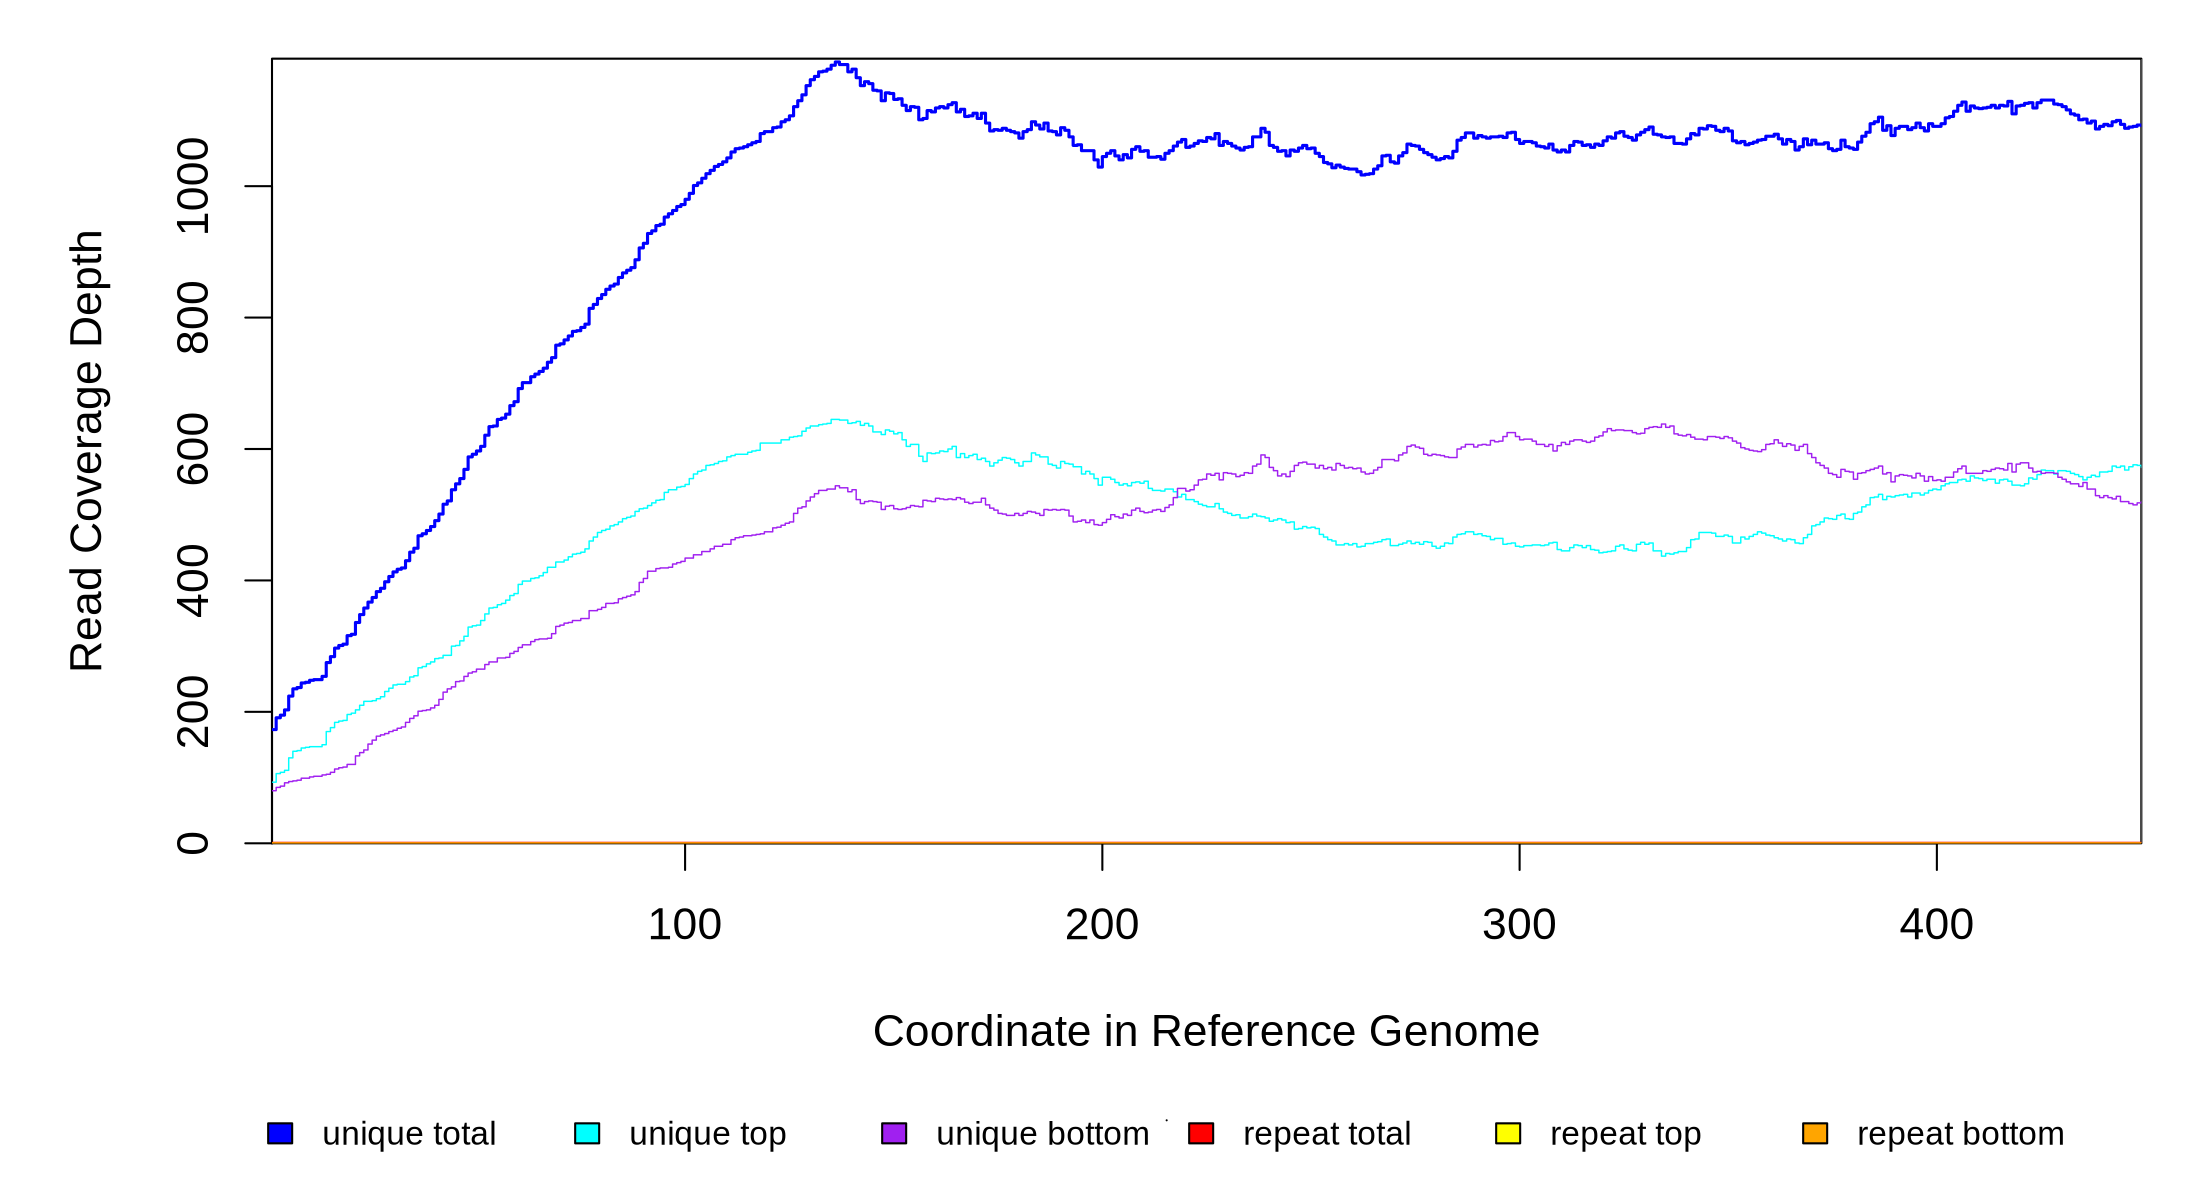 Read Coverage Depth
1000
800
600
400
200
0
100 200 300 400
Coordinate in Reference Genome
unique total unique top unique bottom repeat total repeat top repeat bottom